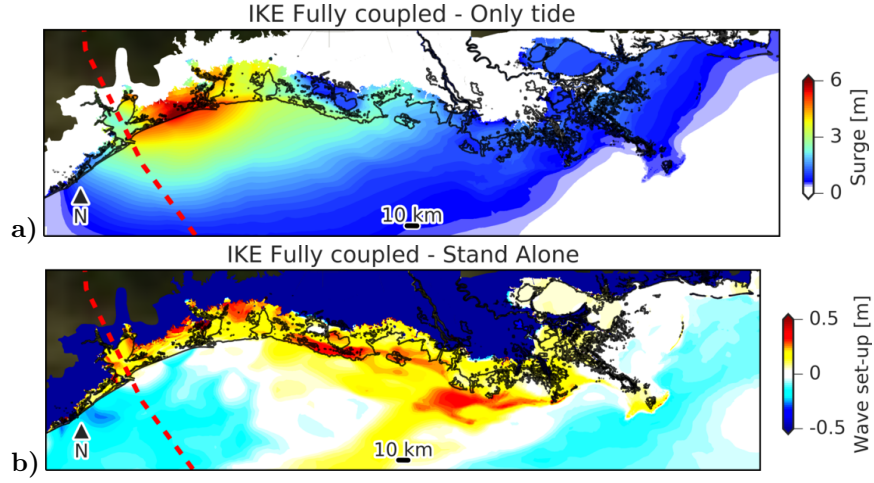 IKE Fully coupled - Only tide
6
3
0
Surge [m]
N
10 km
a)
IKE Fully coupled - Stand Alone
0.5
0
-0.5
Wave set-up [m]
N
10 km
b)